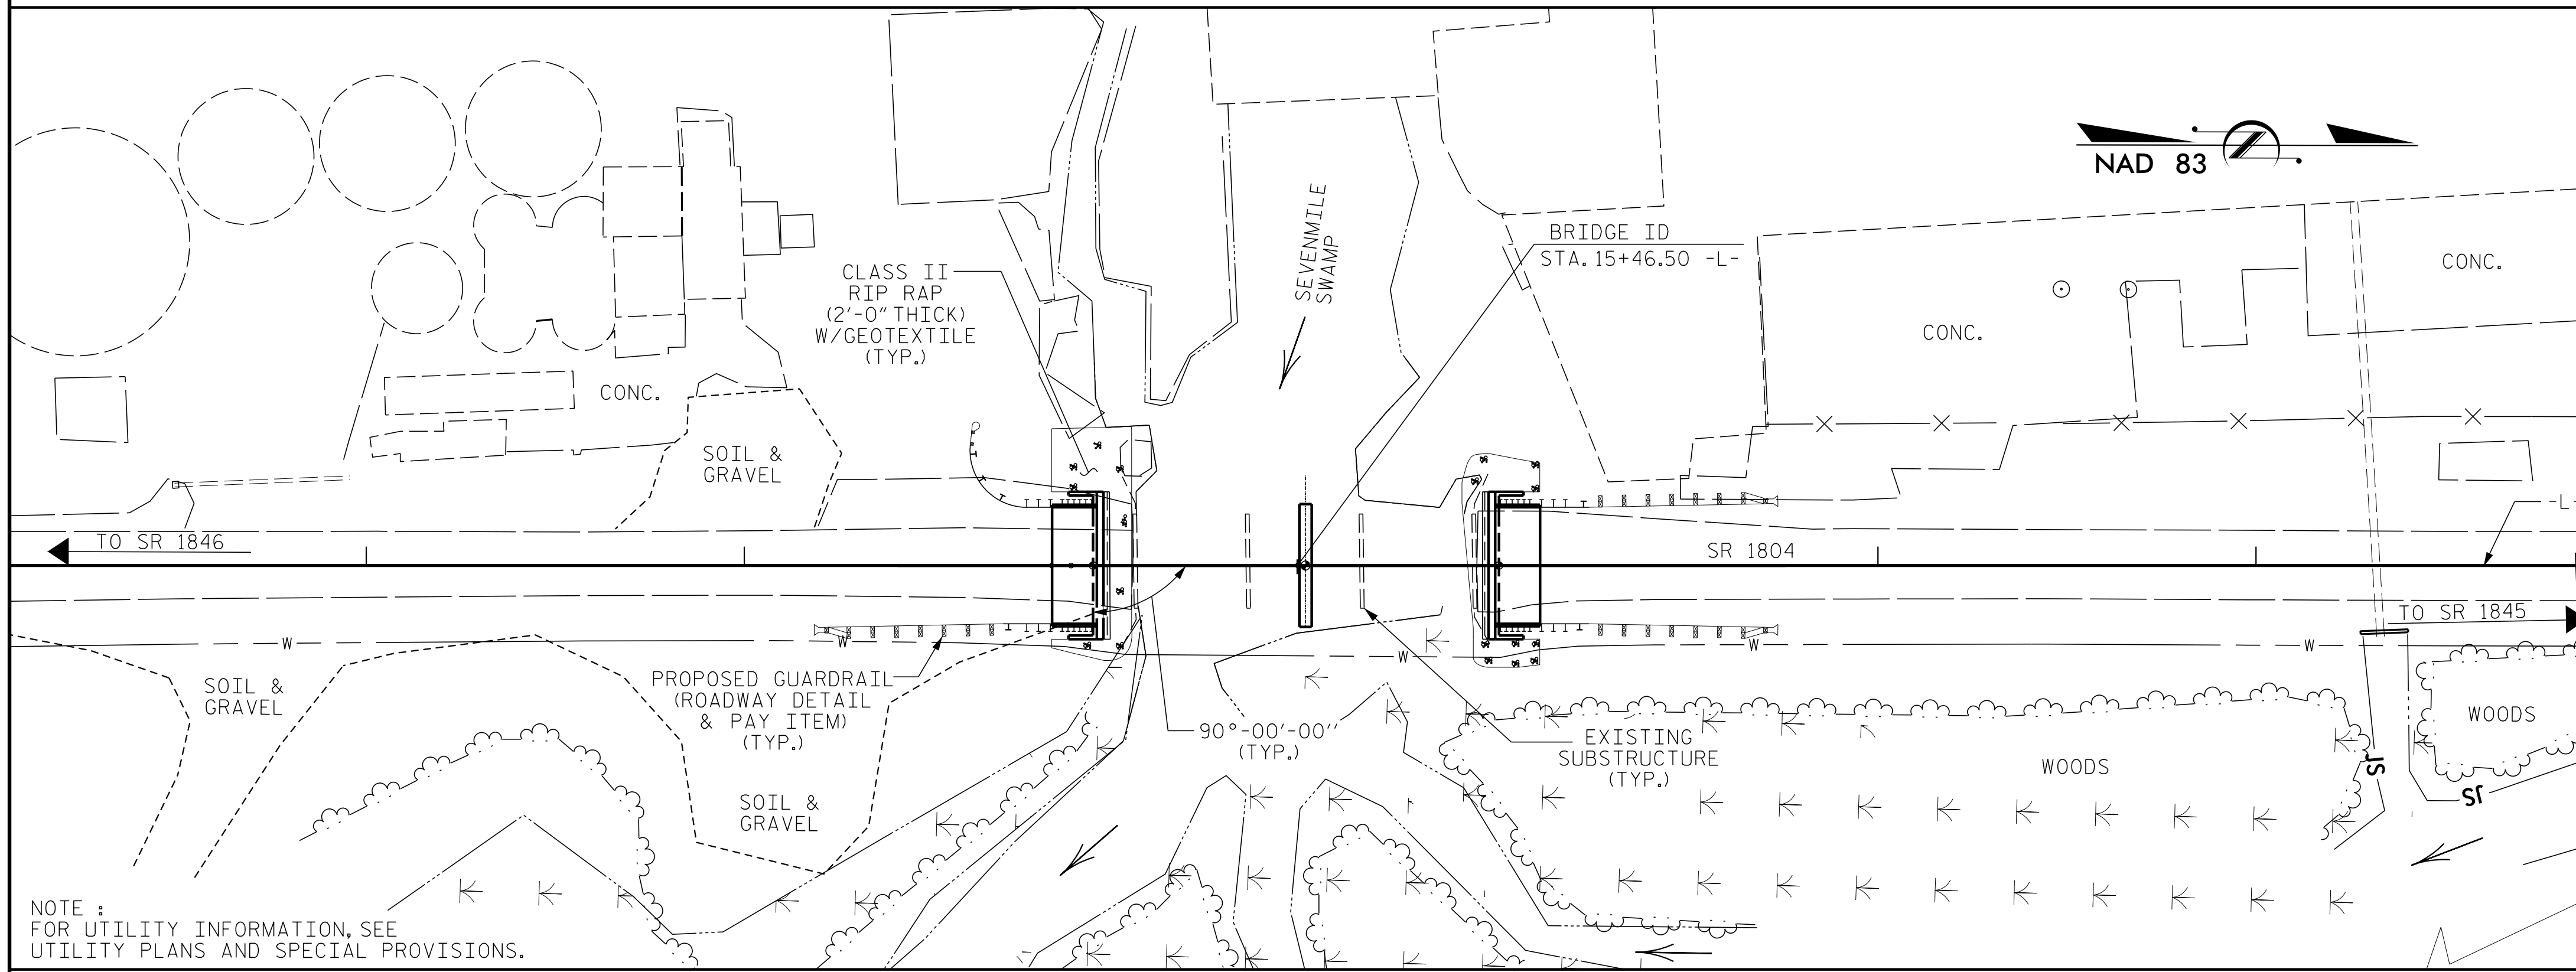 NAD 83
BRIDGE ID
STA. 15+46.50 -L-
SEVENMILE
SWAMP
CLASS II
RIP RAP
(2'-0" THICK)
W/GEOTEXTILE
(TYP.)
CONC.
CONC.
CONC.
SOIL &
GRAVEL
-L
TO SR 1846
SR 1804
TO SR 1845
W
W
W
W
W
SOIL &
GRAVEL
PROPOSED GUARDRAIL
(ROADWAY DETAIL
& PAY ITEM)
(TYP.)
90°-00'-00''
(TYP.)
EXISTING
SUBSTRUCTURE
(TYP.)
WOODS
WOODS
JS
JS
SOIL &
GRAVEL
NOTE :
FOR UTILITY INFORMATION, SEE
UTILITY PLANS AND SPECIAL PROVISIONS.